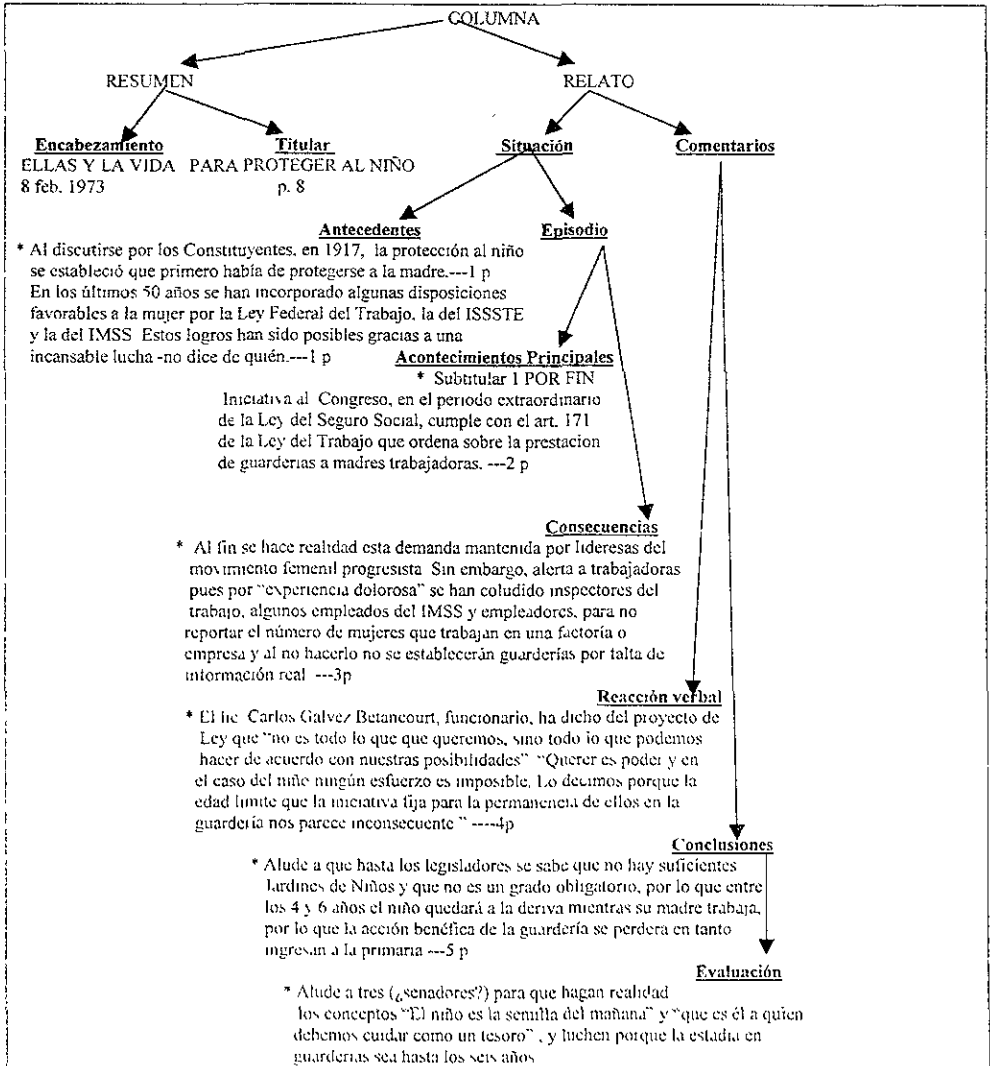 COLUMNA
RESUMEN
RELATO
Encabezamiento
Titular
Situación
Comentarios
ELLAS Y LA VIDA
PARA PROTEGER AL NIÑO
8 feb. 1973
p. 8
Antecedentes
Episodio
* Al discutirse por los Constituyentes, en 1917, la protección al niño
se estableció que primero había de protegerse a la madre.---1 p
En los últimos 50 años se han incorporado algunas disposiciones
favorables a la mujer por la Ley Federal del Trabajo, la del ISSSTE
y la del IMSS Estos logros han sido posibles gracias a una
incansable lucha -no dice de quién.---1 p
Acontecimientos Principales
* Subtitular 1 POR FIN
Iniciativa al Congreso, en el periodo extraordinario
de la Ley del Seguro Social, cumple con el art. 171
de la Ley del Trabajo que ordena sobre la prestacion
de guarderias a madres trabajadoras. ---2 p
Consecuencias
* Al fin se hace realidad esta demanda mantenida por lideresas del
movimiento femenil progresista Sin embargo, alerta a trabajadoras
pues por "experiencia dolorosa" se han coludido inspectores del
trabajo, algunos empleados del IMSS y empleadores, para no
reportar el número de mujeres que trabajan en una factoría o
empresa y al no hacerlo no se establecerán guarderías por falta de
información real ---3p
Reacción verbal
* El lic Carlos Galvez Betancourt, funcionario, ha dicho del proyecto de
Ley que "no es todo lo que que queremos, sino todo lo que podemos
hacer de acuerdo con nuestras posibilidades" "Querer es poder y en
el caso del niño ningún esfuerzo es imposible. Lo decimos porque la
edad limite que la iniciativa fija para la permanencia de ellos en la
guardería nos parece inconsecuente " ----4p
Conclusiones
* Alude a que hasta los legisladores se sabe que no hay suficientes
Jardines de Niños y que no es un grado obligatorio, por lo que entre
los 4 y 6 años el niño quedará a la deriva mientras su madre trabaja,
por lo que la acción benéfica de la guardería se perdera en tanto
ingresan a la primaria ---5 p
Evaluación
* Alude a tres (¿senadores?) para que hagan realidad
los conceptos "El niño es la semilla del mañana" y "que es él a quien
debemos cuidar como un tesoro" , y luchen porque la estadía en
guarderias sea hasta los seis años